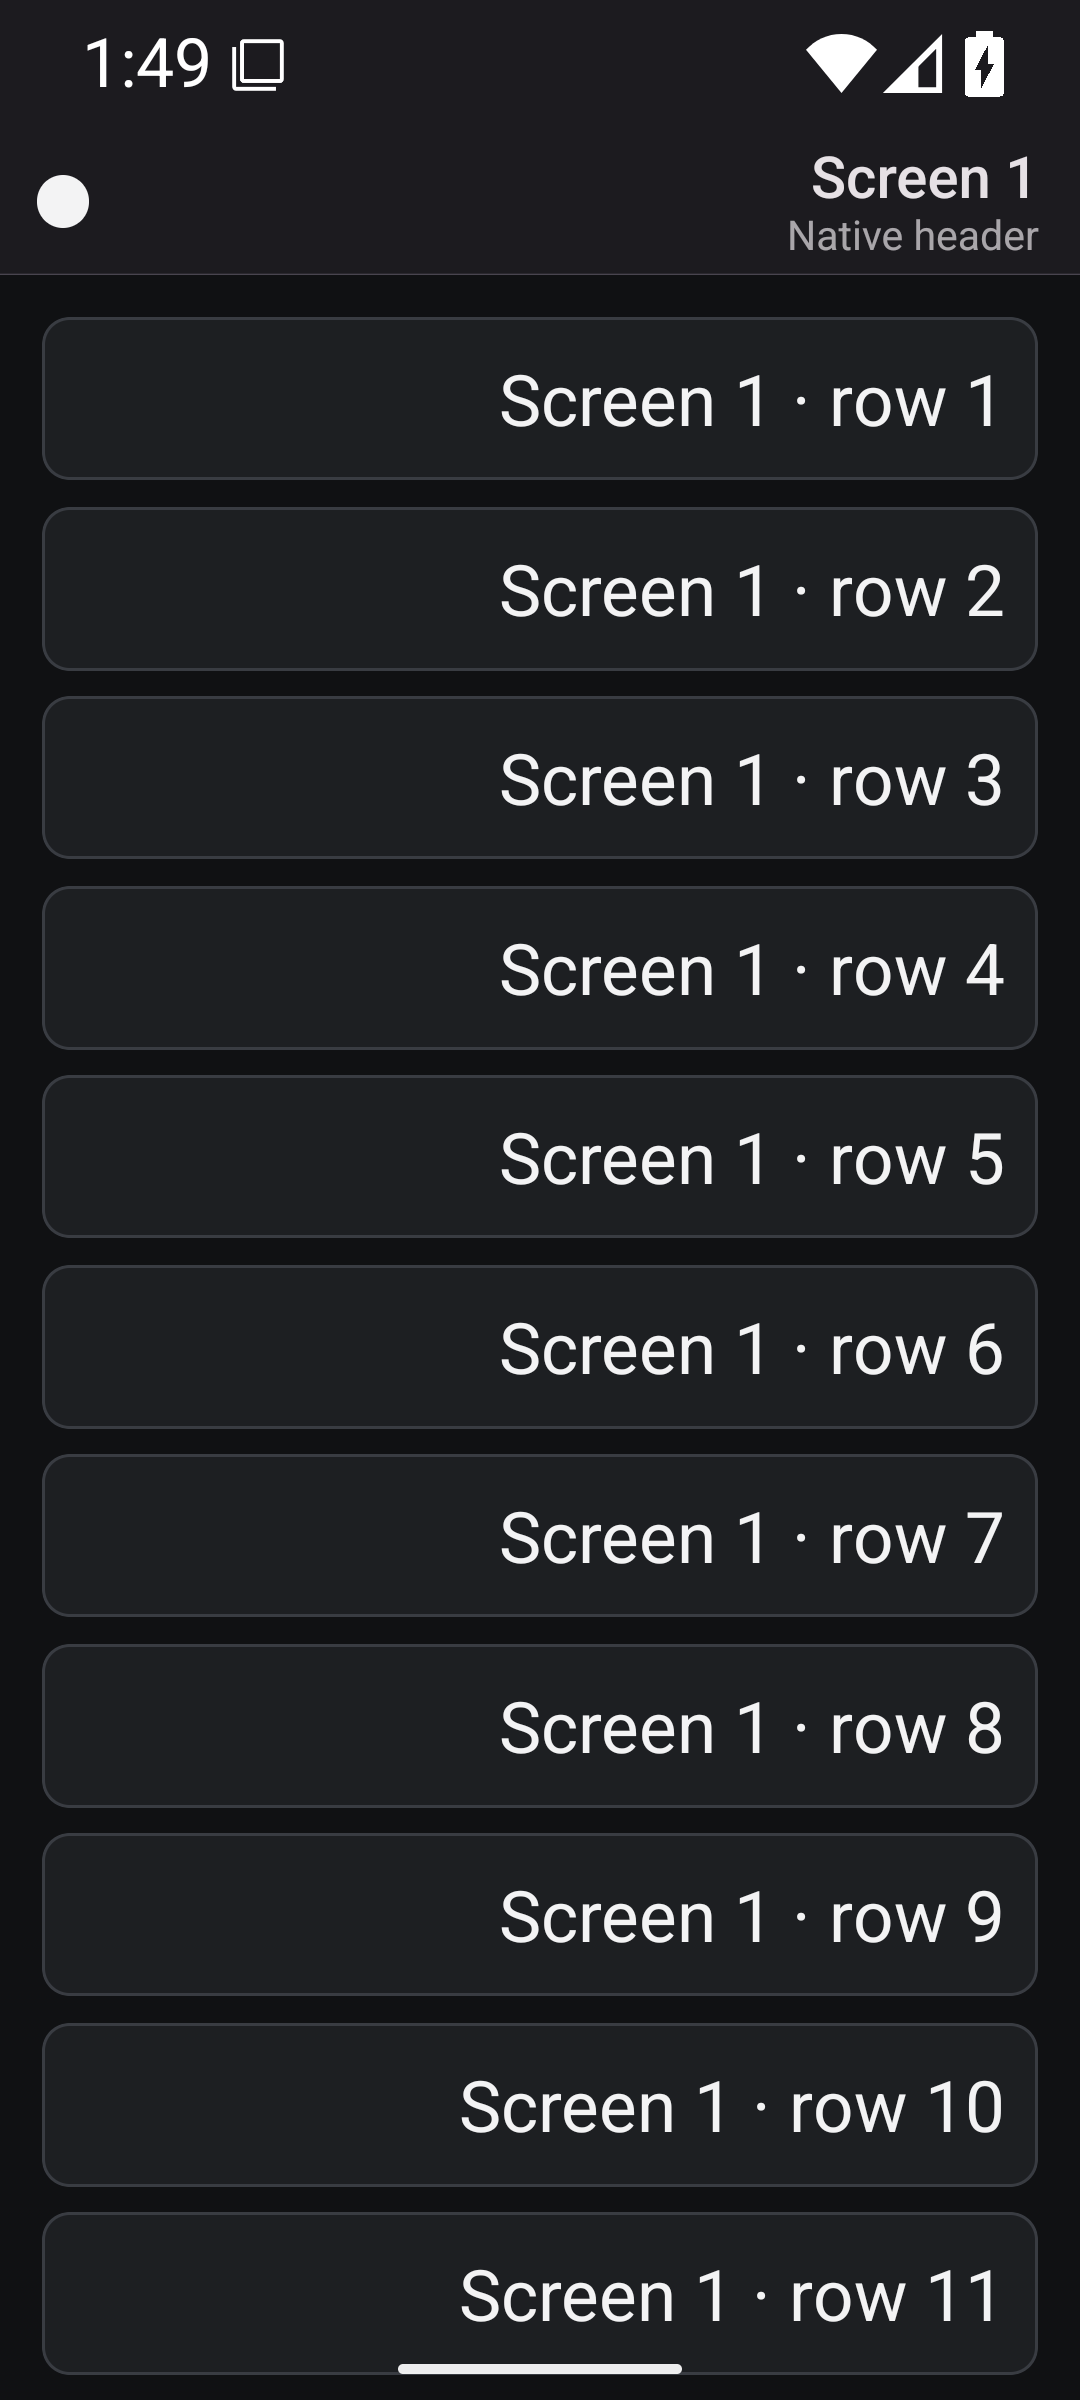 1:49
Screen 1
Native header
Screen 1 · row 1
Screen 1 · row 2
Screen 1 · row 3
Screen 1 · row 4
Screen 1 · row 5
Screen 1 · row 6
Screen 1 · row 7
Screen 1 · row 8
Screen 1 · row 9
Screen 1 · row 10
Screen 1 · row 11